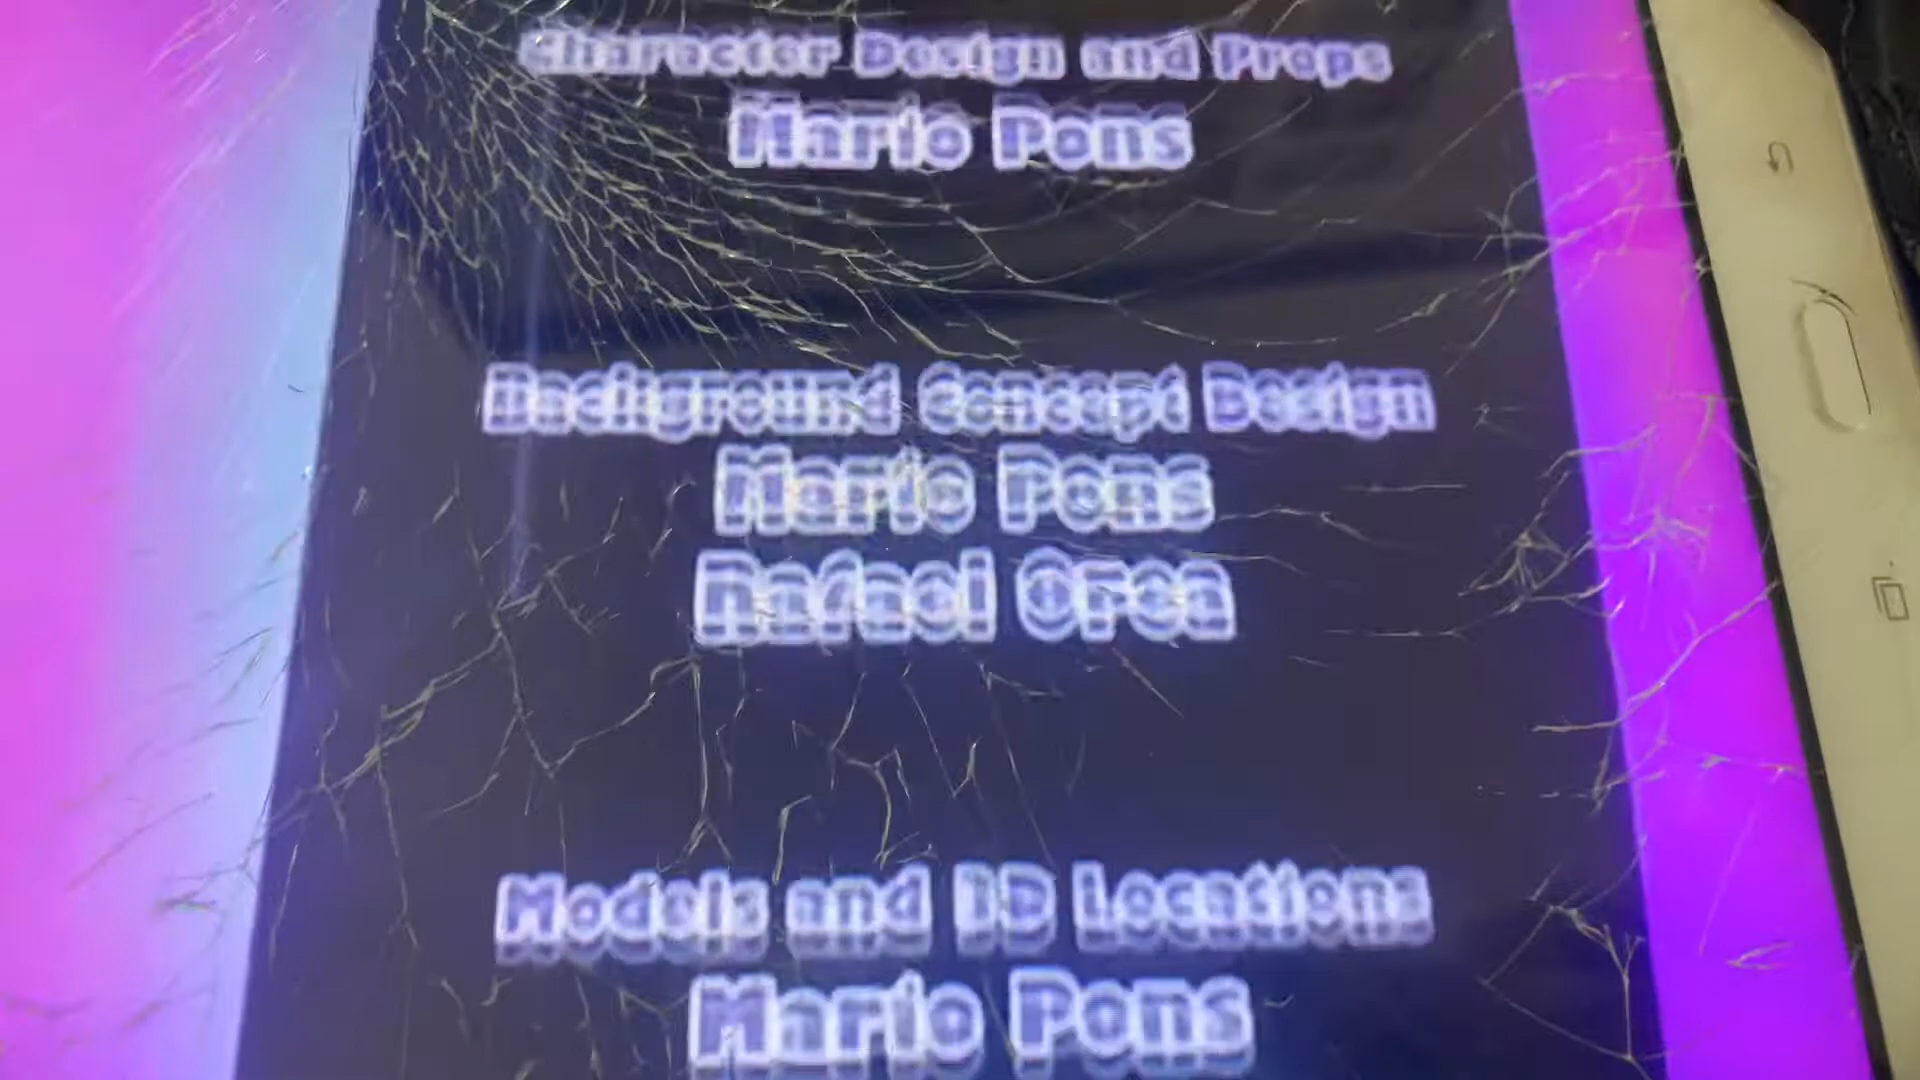 Character Design and Props
Mario Pons
Background Concept Design
Mario Pons
Rafael Orea
Models and 3D Locations
Mario Pons